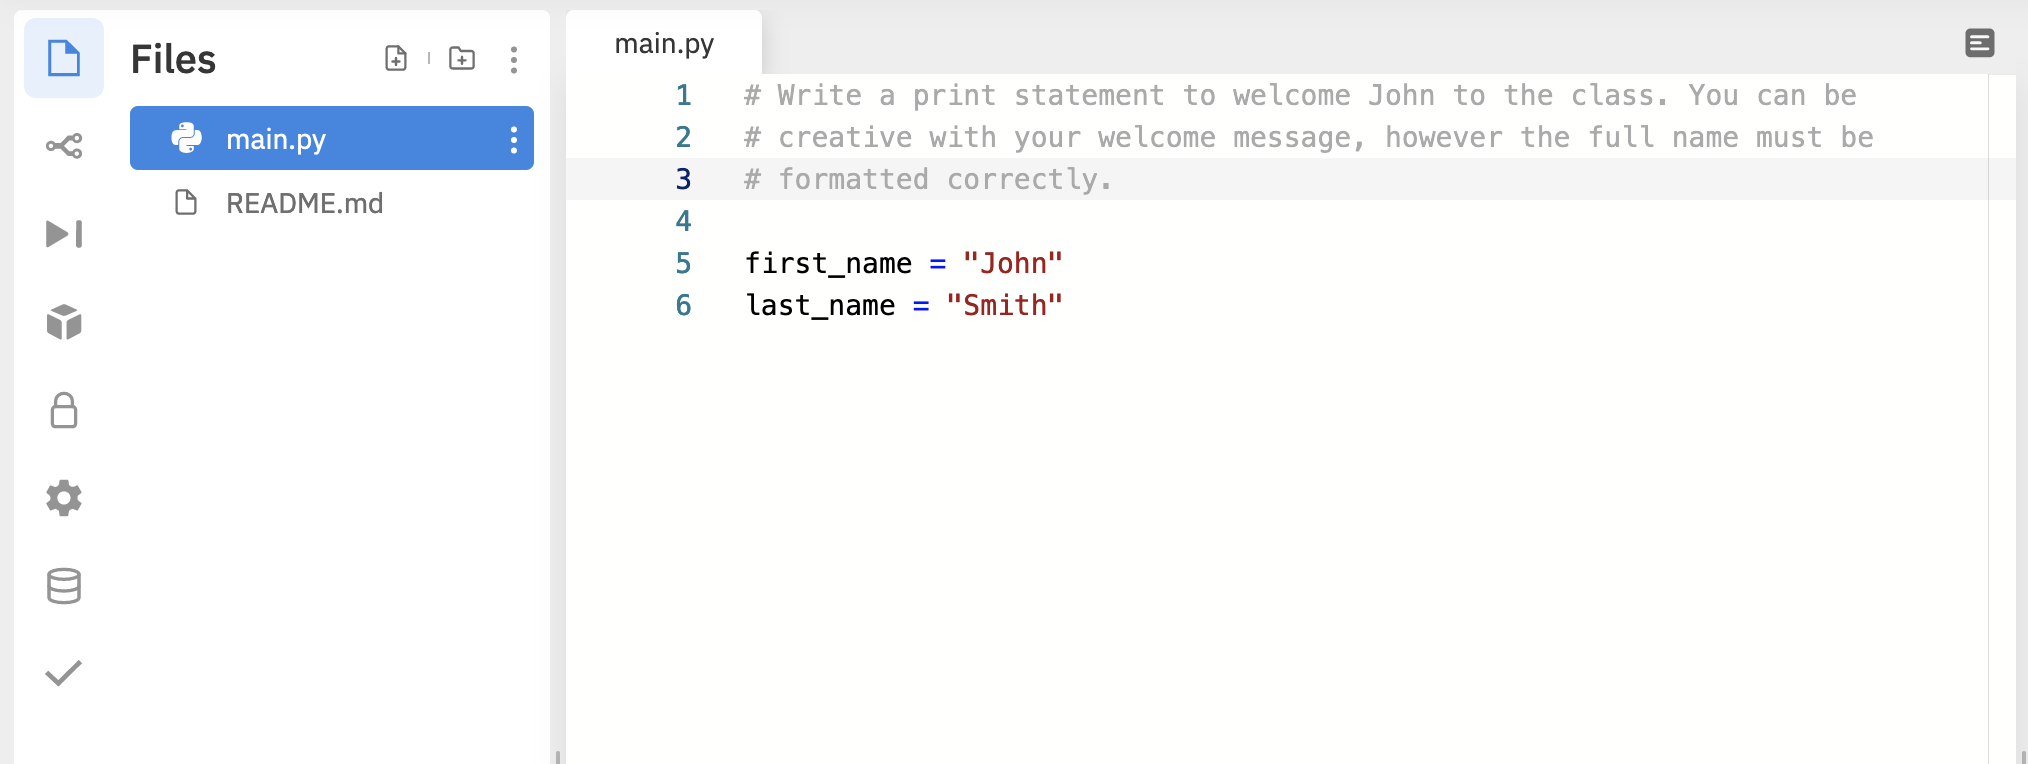 Files
main.py
README.md
main.py
1 # Write a print statement to welcome John to the class. You can be
2 # creative with your welcome message, however the full name must be
3 # formatted correctly.
4
5 first_name = "John"
6 last_name = "Smith"